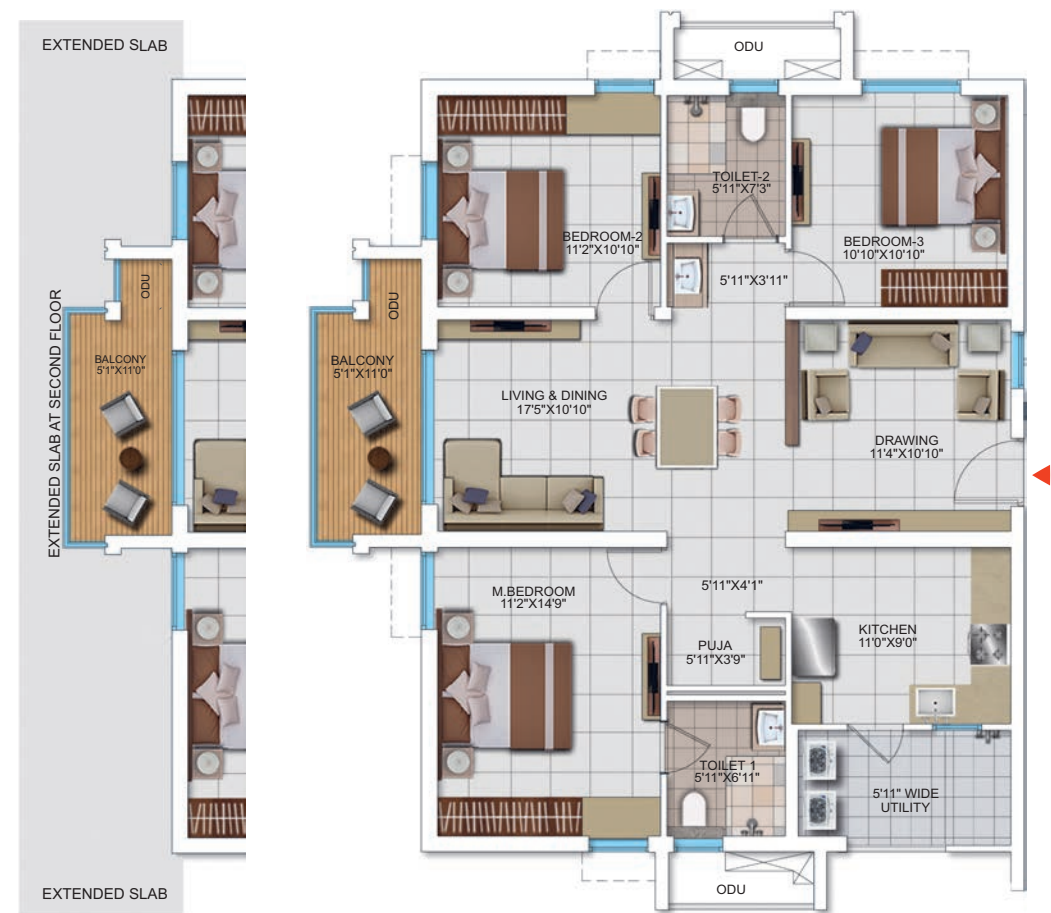 EXTENDED SLAB
ODU
BALCONY
5'1"X11'0"
EXTENDED SLAB AT SECOND FLOOR
EXTENDED SLAB
ODU
TOILET-2
5'11"X7'3"
BEDROOM-2
11'2"X10'10"
BEDROOM-3
10'10"X10'10"
5'11"X3'11"
ODU
BALCONY
5'1"X11'0"
LIVING & DINING
17'5"X10'10"
DRAWING
11'4"X10'10"
M.BEDROOM
11'2"X14'9"
5'11"X4'1"
PUJA
5'11"X3'9"
KITCHEN
11'0"X9'0"
TOILET 1
5'11"X6'11"
5'11" WIDE
UTILITY
ODU